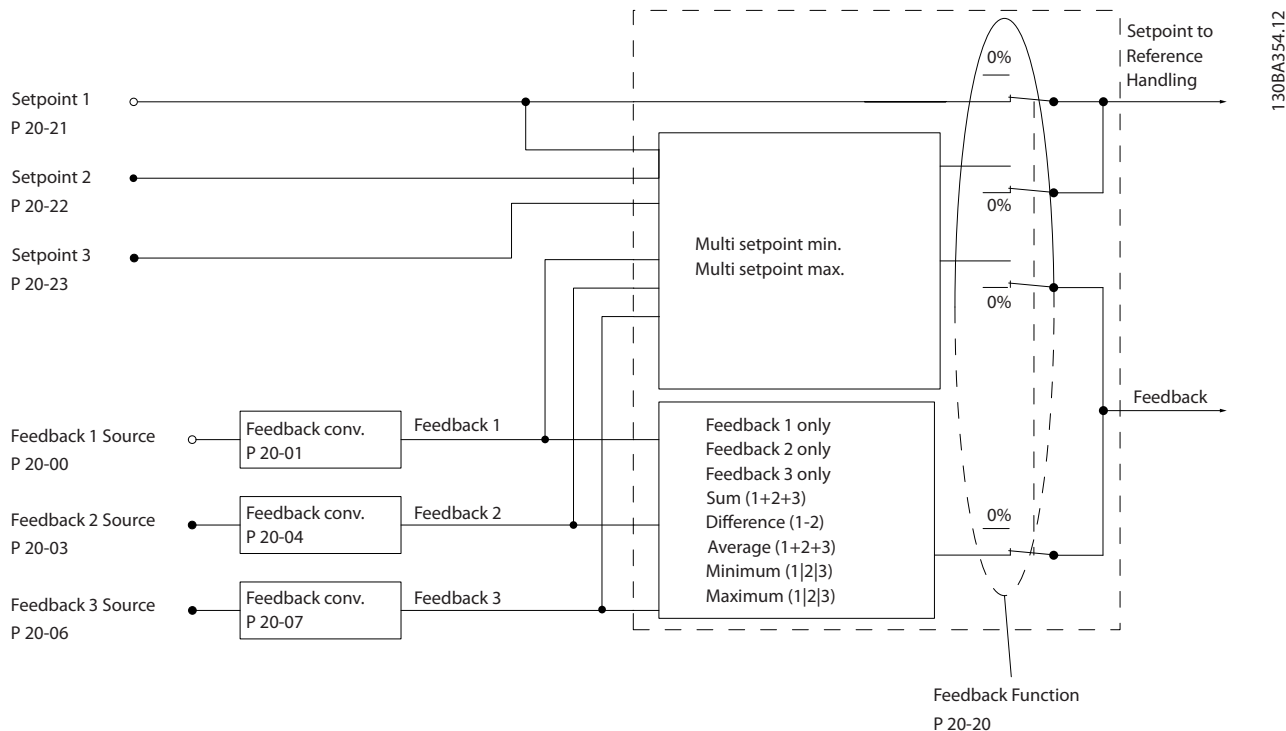 130BA354.12
Setpoint to
Reference
Handling
0%
Setpoint 1
P 20-21
Setpoint 2
P 20-22
0%
Setpoint 3
P 20-23
Multi setpoint min.
Multi setpoint max.
0%
Feedback
Feedback 1 Source
P 20-00
Feedback conv.
P 20-01
Feedback 1
Feedback 2 Source
P 20-03
Feedback conv.
P 20-04
Feedback 2
Feedback 3 Source
P 20-06
Feedback conv.
P 20-07
Feedback 3
Feedback 1 only
Feedback 2 only
Feedback 3 only
Sum (1+2+3)
Difference (1-2)
Average (1+2+3)
Minimum (1|2|3)
Maximum (1|2|3)
0%
Feedback Function
P 20-20